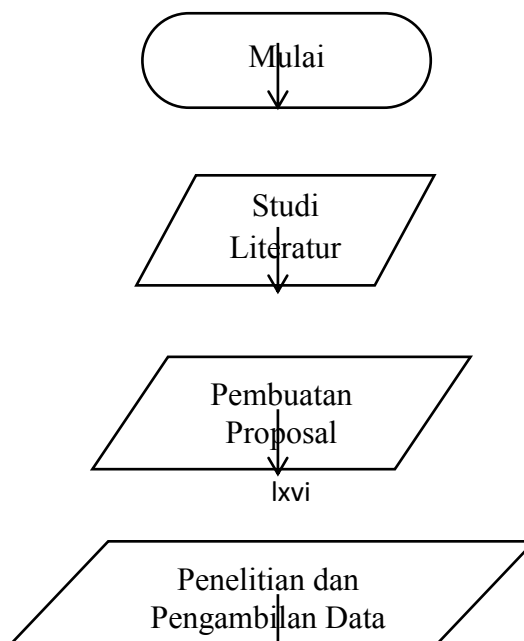 Mulai
Studi
Literatur
Pembuatan
Proposal
lxvi
Penelitian dan
Pengambilan Data